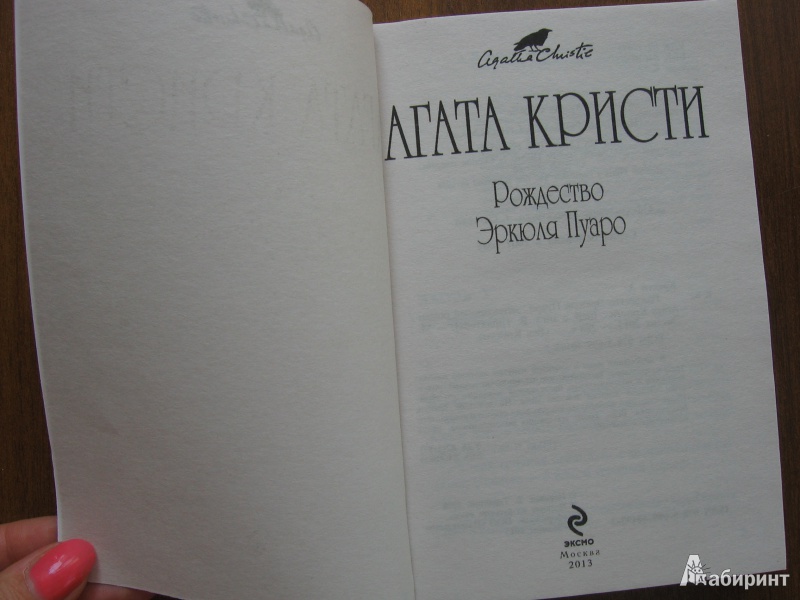 Agatha Christie
АГАТА КРИСТИ
Рождество
Эркюля Пуаро
ЭКСМО
Москва
2013
Лабиринт